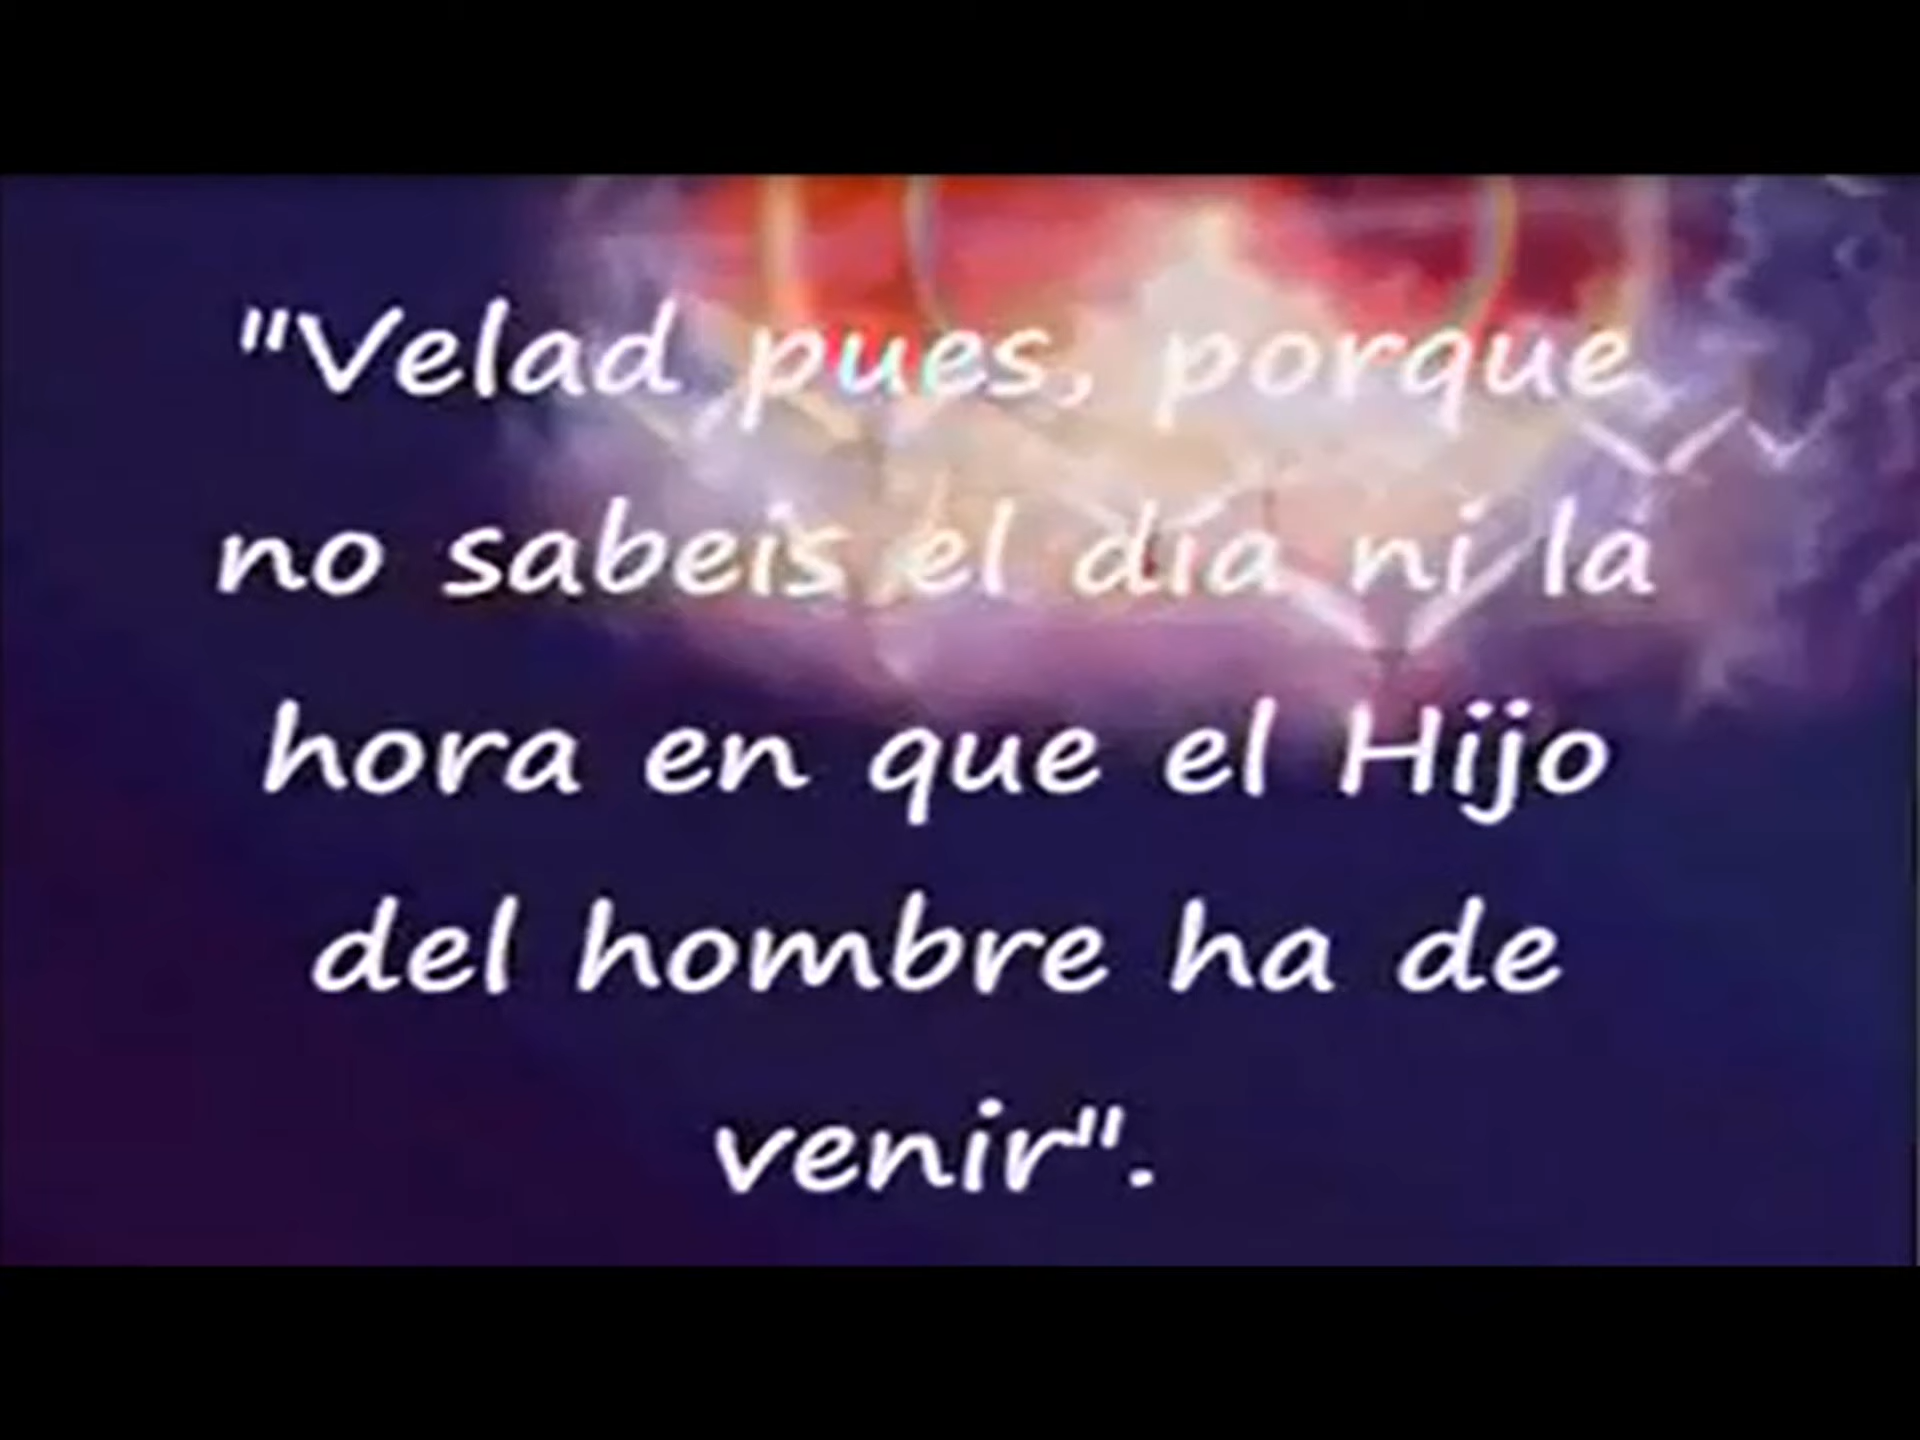 "Velad pues, porque
no sabeis el día ni la
hora en que el Hijo
del hombre ha de
venir".